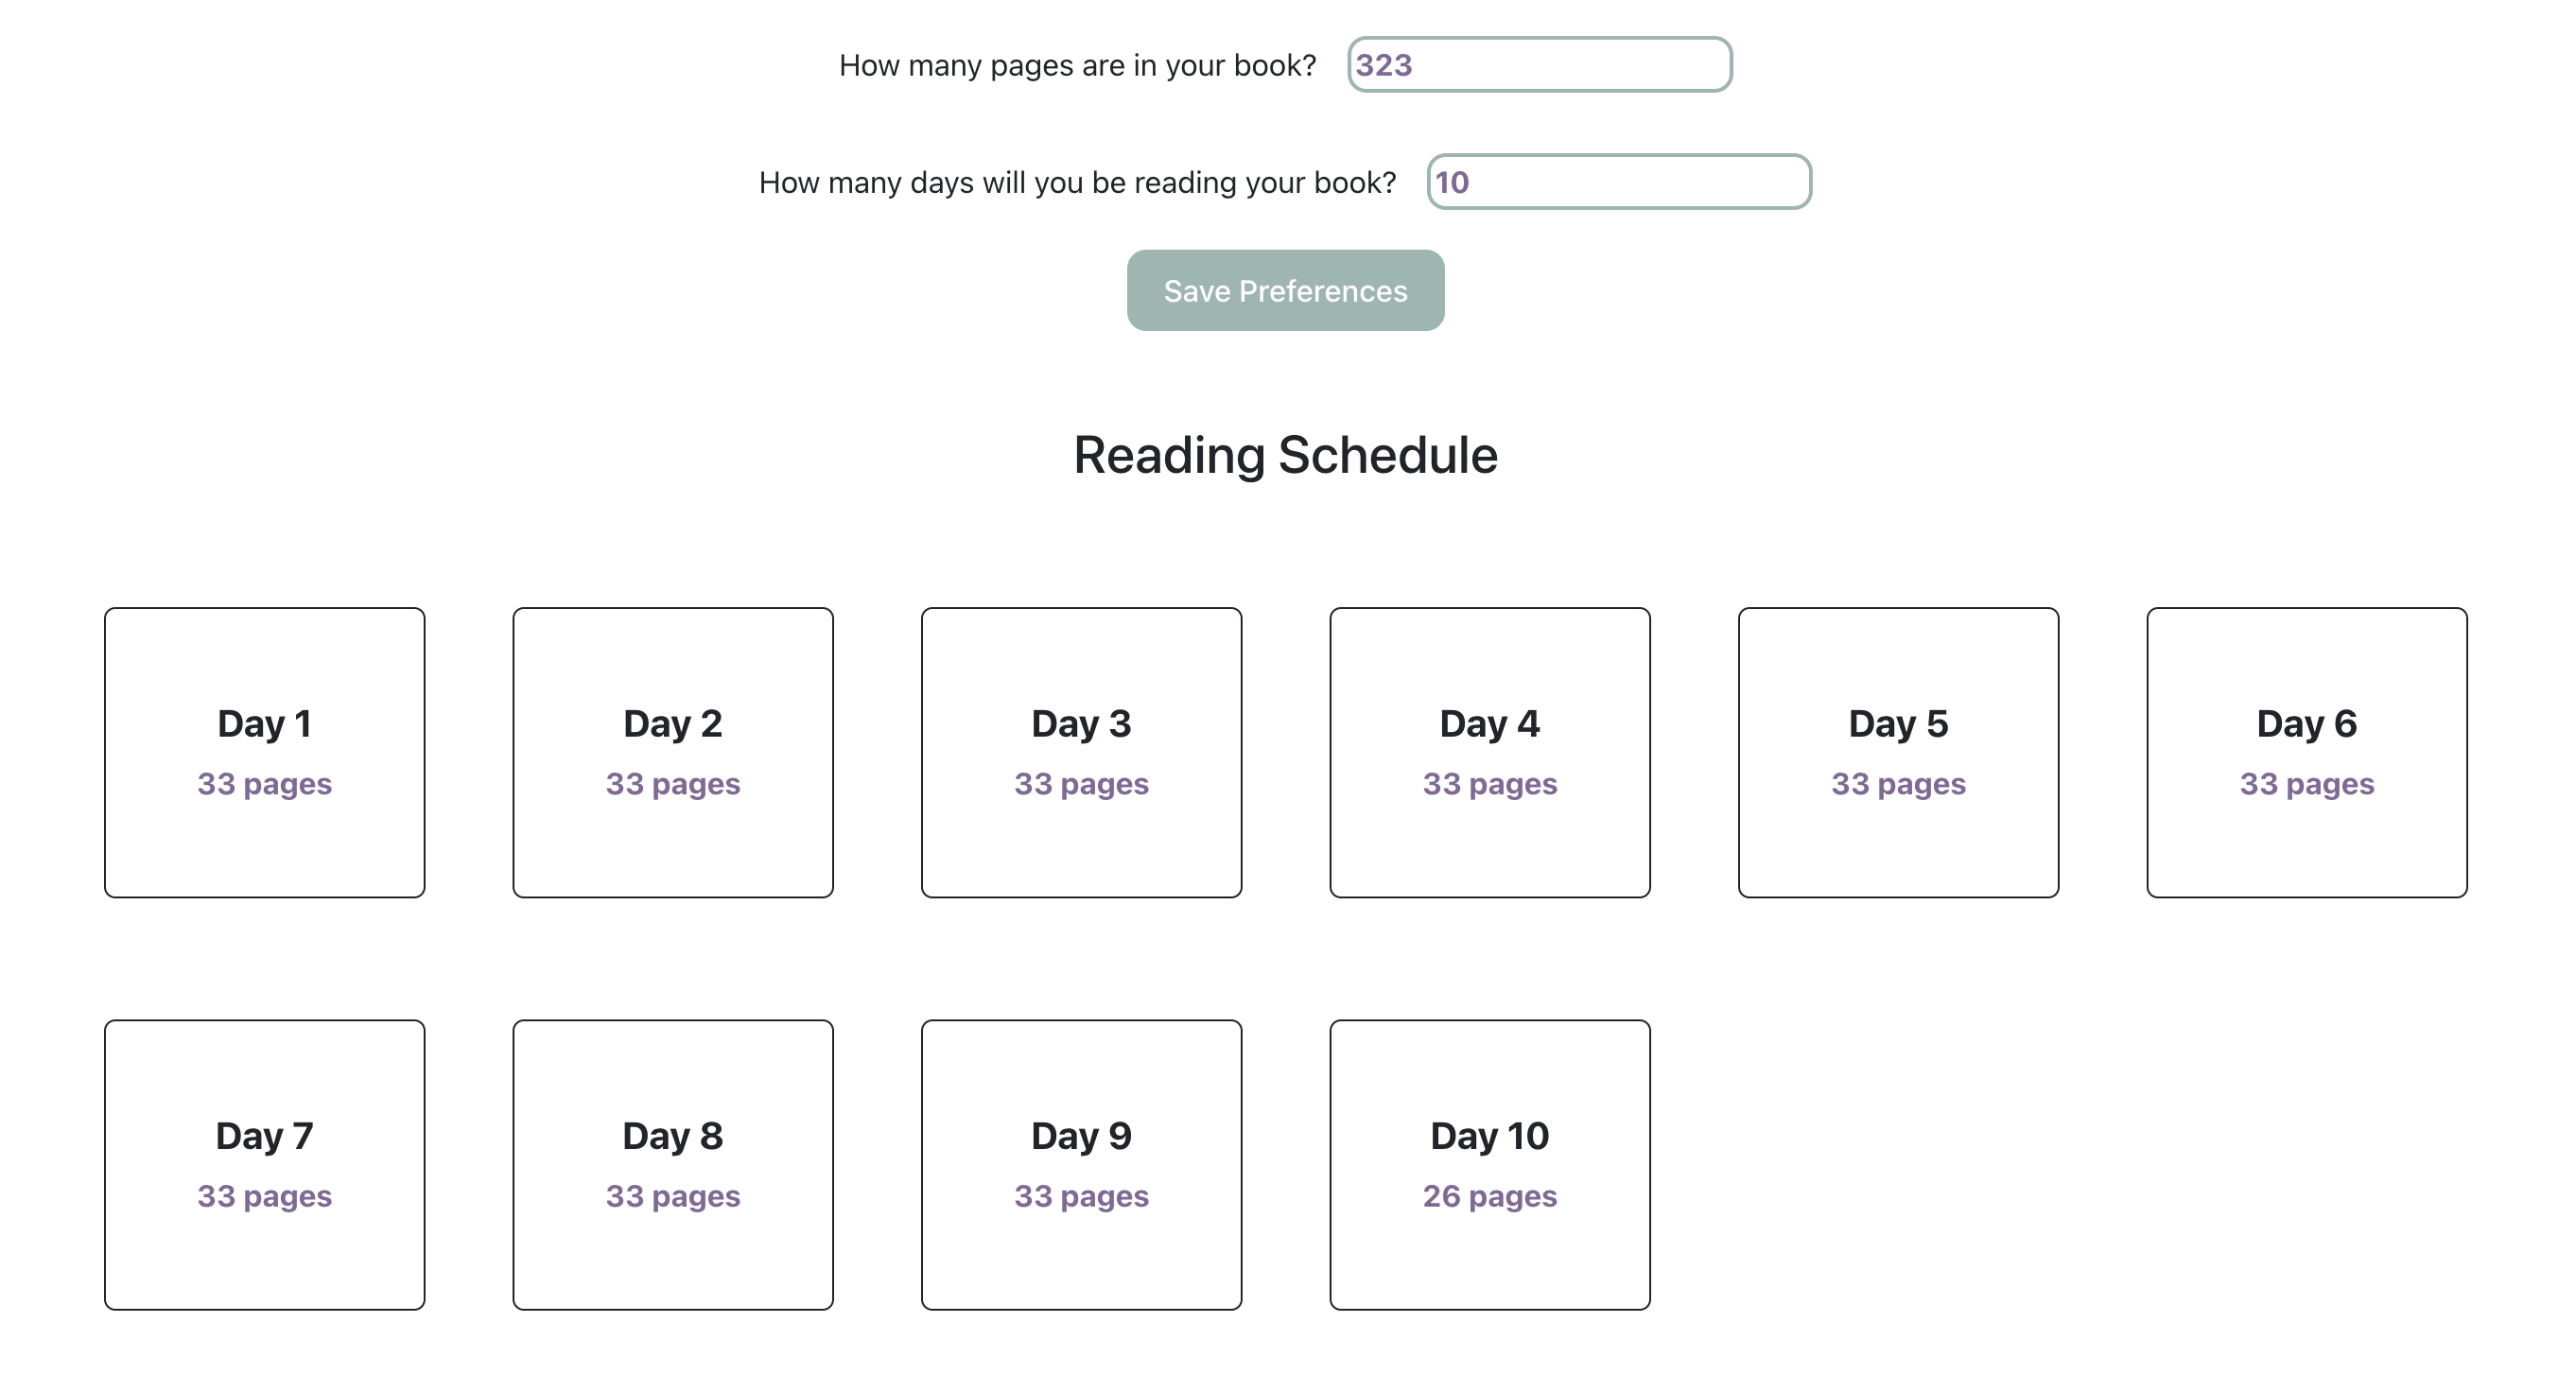 How many pages are in your book? 323
How many days will you be reading your book? 10
Save Preferences
Reading Schedule
Day 1
33 pages
Day 2
33 pages
Day 3
33 pages
Day 4
33 pages
Day 5
33 pages
Day 6
33 pages
Day 7
33 pages
Day 8
33 pages
Day 9
33 pages
Day 10
26 pages